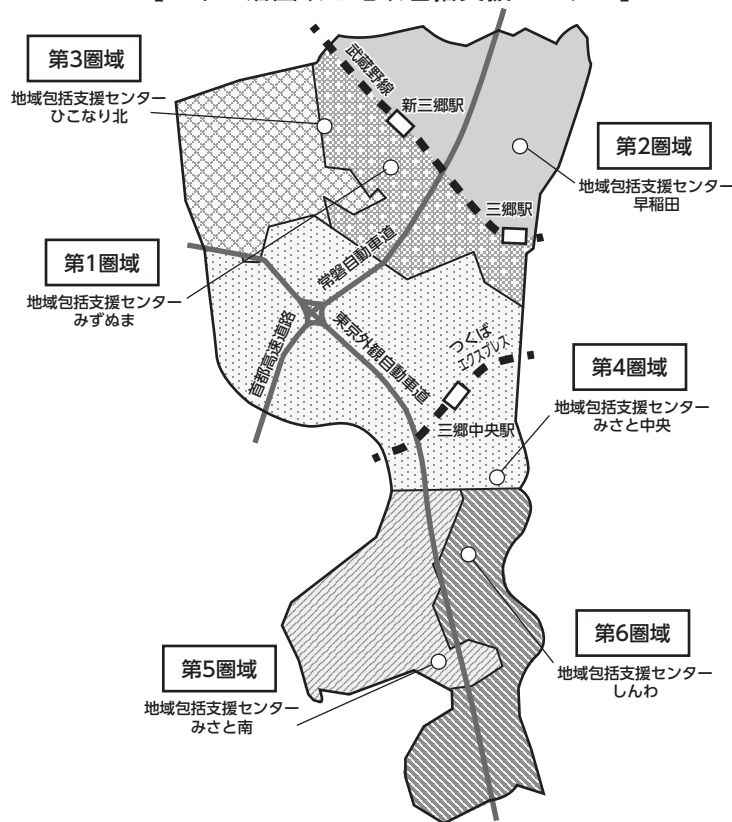 第3圏域
地域包括支援センター
ひこなり北
武蔵野線
新三郷駅
第2圏域
地域包括支援センター
早稲田
三郷駅
第1圏域
地域包括支援センター
みずぬま
常磐自動車道
首都高速道路
東京外観自動車道
つくば
エクスプレス
三郷中央駅
第4圏域
地域包括支援センター
みさと中央
第6圏域
地域包括支援センター
しんわ
第5圏域
地域包括支援センター
みさと南